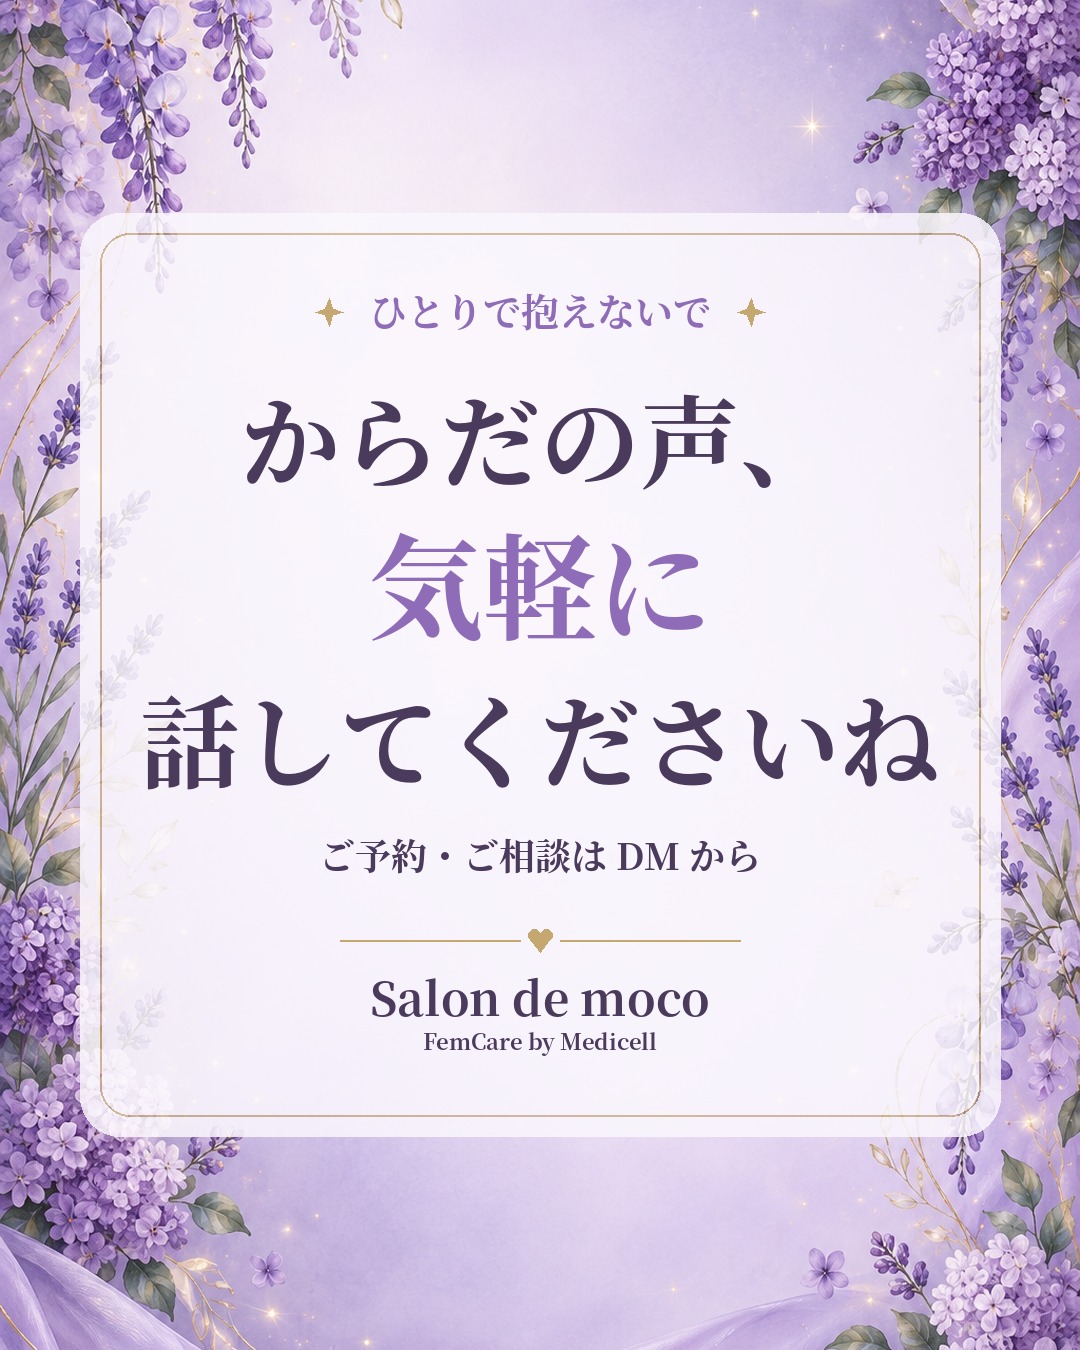 ひとりで抱えないで
からだの声、
気軽に
話してくださいね
ご予約・ご相談は DM から
Salon de moco
FemCare by Medicell